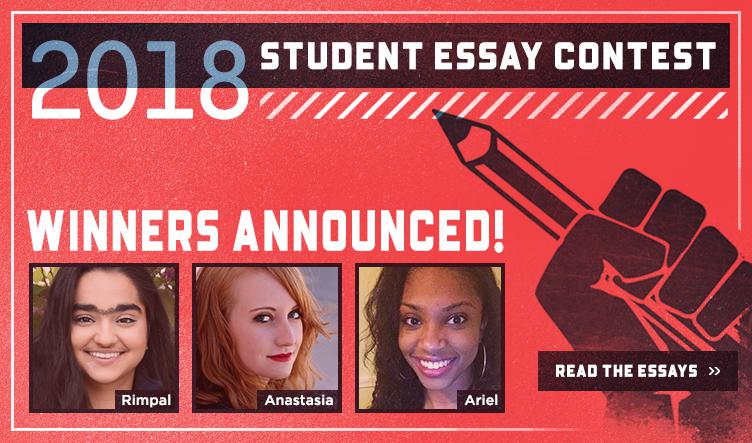 2018
STUDENT ESSAY CONTEST
WINNERS ANNOUNCED!
Rimpal
Anastasia
Ariel
READ THE ESSAYS »